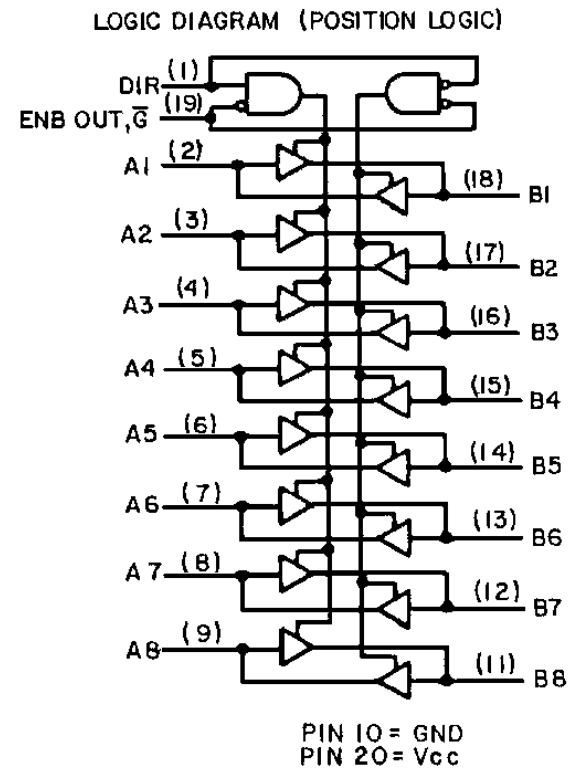 LOGIC DIAGRAM (POSITION LOGIC)
DIR (1)
ENB OUT, G̅ (19)
A1 (2)
(18) B1
A2 (3)
(17) B2
A3 (4)
(16) B3
A4 (5)
(15) B4
A5 (6)
(14) B5
A6 (7)
(13) B6
A7 (8)
(12) B7
A8 (9)
(11) B8
PIN 10 = GND
PIN 20 = Vcc